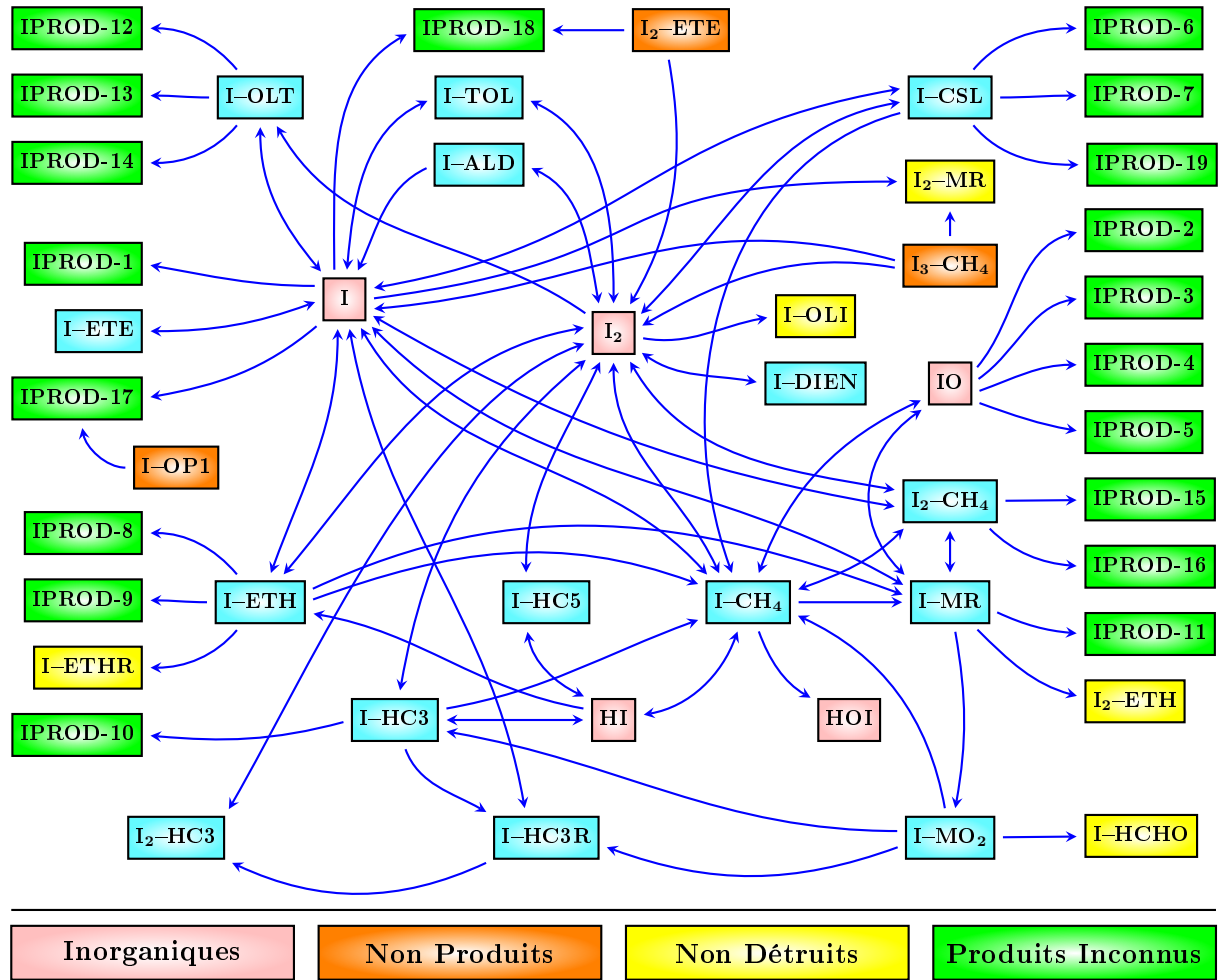 IPROD-12
IPROD-18
I₂–ETE
IPROD-6
IPROD-13
I–OLT
I–TOL
I–CSL
IPROD-7
IPROD-14
I–ALD
I₂–MR
IPROD-19
IPROD-2
IPROD-1
I₃–CH₄
I
IPROD-3
I–ETE
I₂
I–OLI
IPROD-4
IPROD-17
I–DIEN
IO
IPROD-5
I–OP1
I₂–CH₄
IPROD-15
IPROD-8
IPROD-16
IPROD-9
I–ETH
I–HC5
I–CH₄
I–MR
IPROD-11
I–ETHR
I₂–ETH
IPROD-10
I–HC3
HI
HOI
I₂–HC3
I–HC3R
I–MO₂
I–HCHO
Inorganiques
Non Produits
Non Détruits
Produits Inconnus